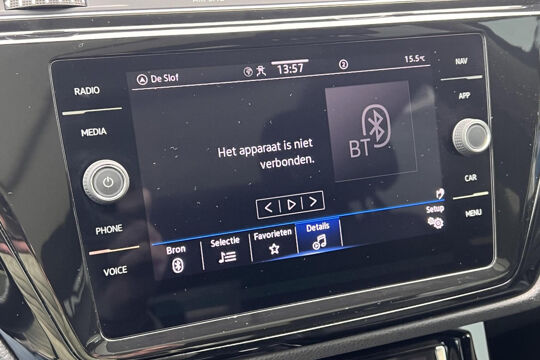 De Slof
13:57
2
15.5°C
RADIO
MEDIA
PHONE
VOICE
NAV
APP
CAR
MENU
Het apparaat is niet
verbonden.
BT
Bron
Selectie
Favorieten
Details
Setup